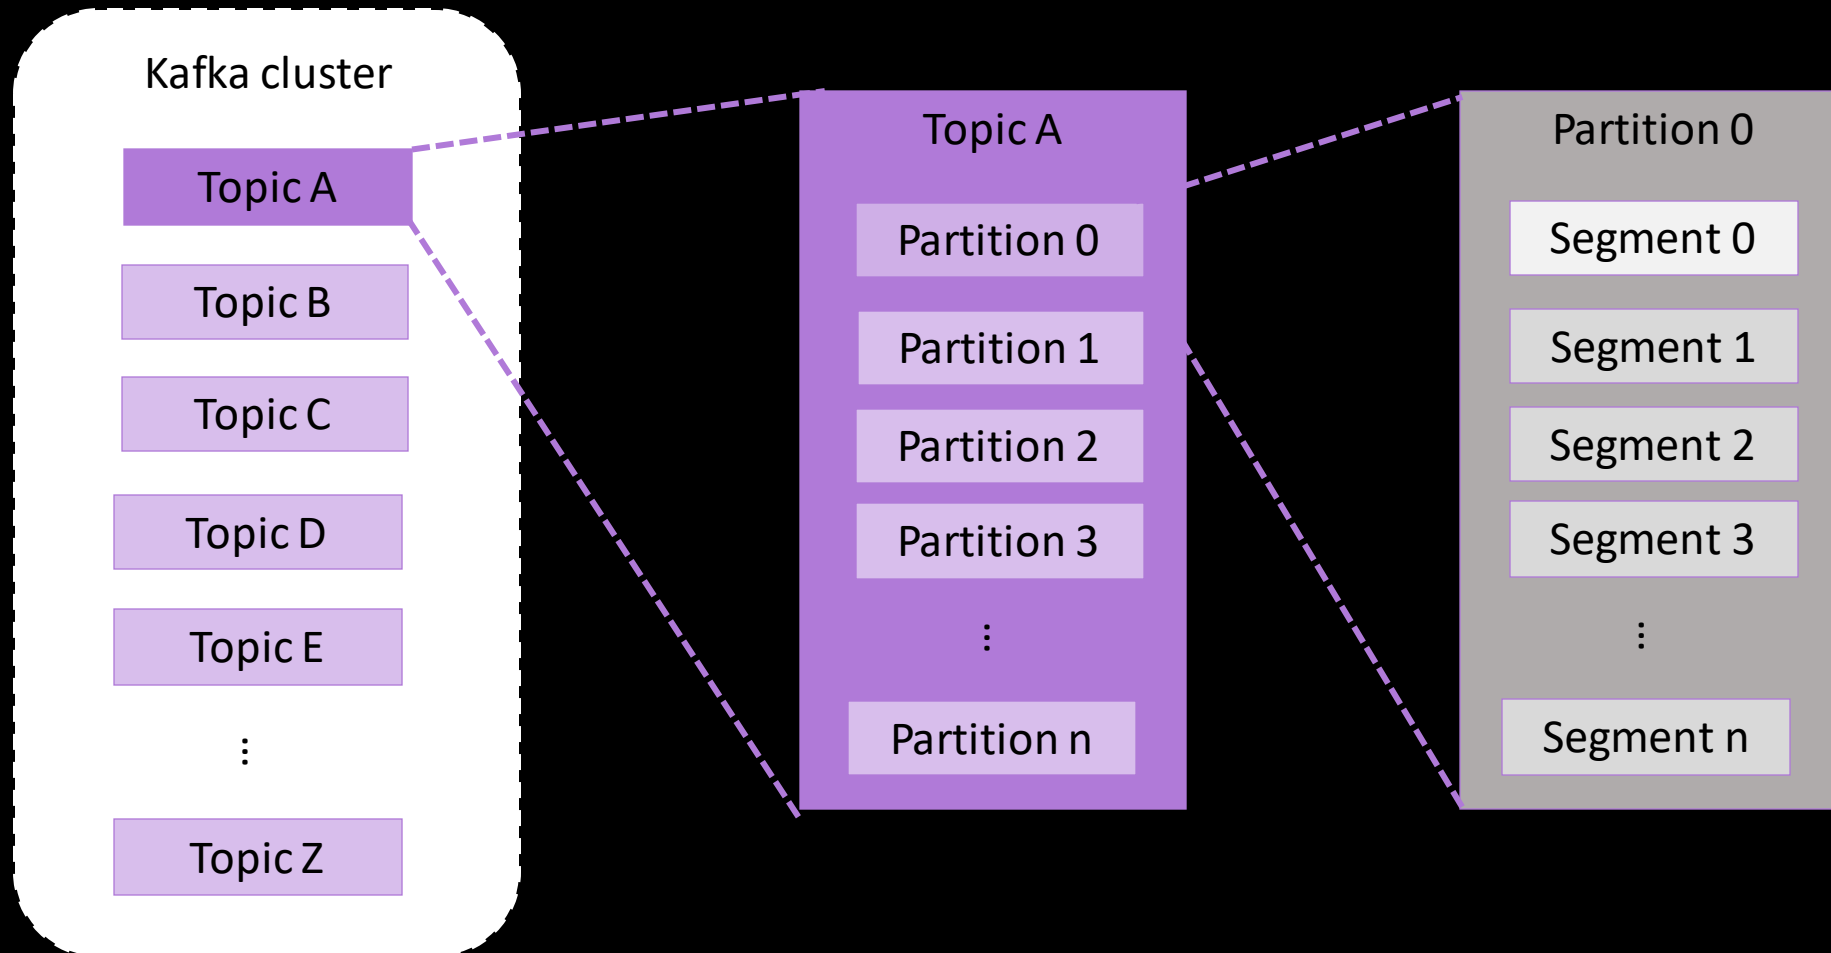 Kafka cluster
Topic A
Topic B
Topic C
Topic D
Topic E
...
Topic Z
Topic A
Partition 0
Partition 1
Partition 2
Partition 3
...
Partition n
Partition 0
Segment 0
Segment 1
Segment 2
Segment 3
...
Segment n